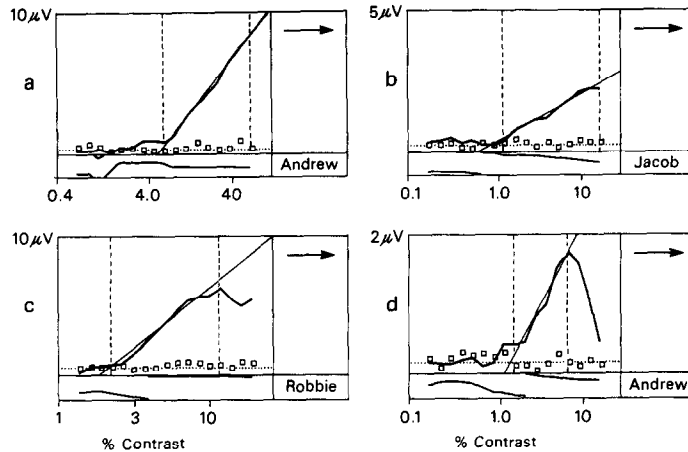 10μV
a
Andrew
0.4 4.0 40
5μV
b
Jacob
0.1 1.0 10
10μV
c
Robbie
1 3 10
% Contrast
2μV
d
Andrew
0.1 1.0 10
% Contrast